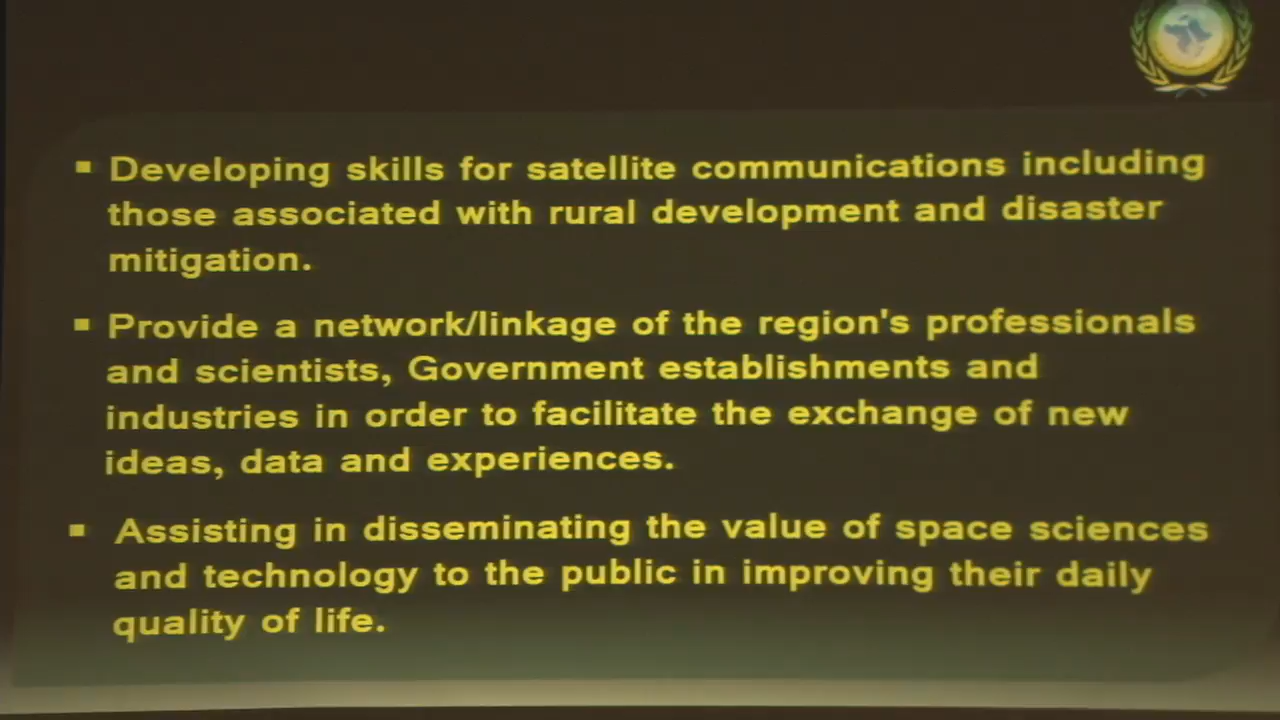 ▪ Developing skills for satellite communications including
those associated with rural development and disaster
mitigation.
▪ Provide a network/linkage of the region's professionals
and scientists, Government establishments and
industries in order to facilitate the exchange of new
ideas, data and experiences.
▪ Assisting in disseminating the value of space sciences
and technology to the public in improving their daily
quality of life.